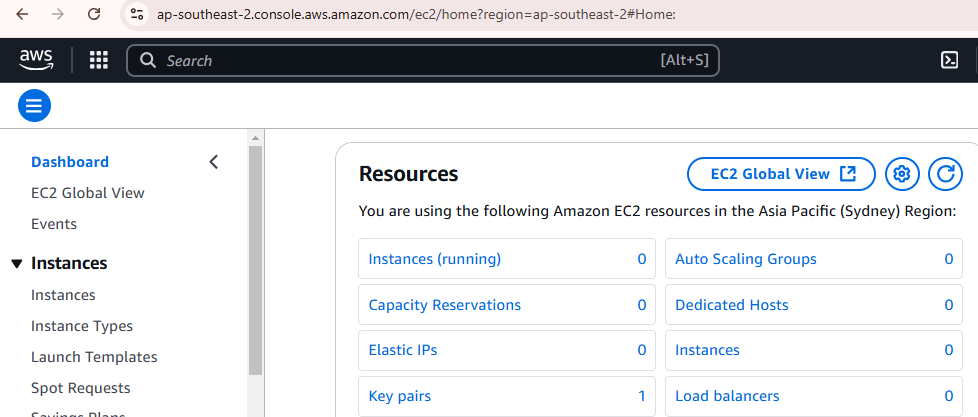 ap-southeast-2.console.aws.amazon.com/ec2/home?region=ap-southeast-2#Home:
aws
Search
[Alt+S]
Dashboard
EC2 Global View
Events
Instances
Instances
Instance Types
Launch Templates
Spot Requests
Savings Plans
Resources
EC2 Global View
You are using the following Amazon EC2 resources in the Asia Pacific (Sydney) Region:
Instances (running) 0
Auto Scaling Groups 0
Capacity Reservations 0
Dedicated Hosts 0
Elastic IPs 0
Instances 0
Key pairs 1
Load balancers 0